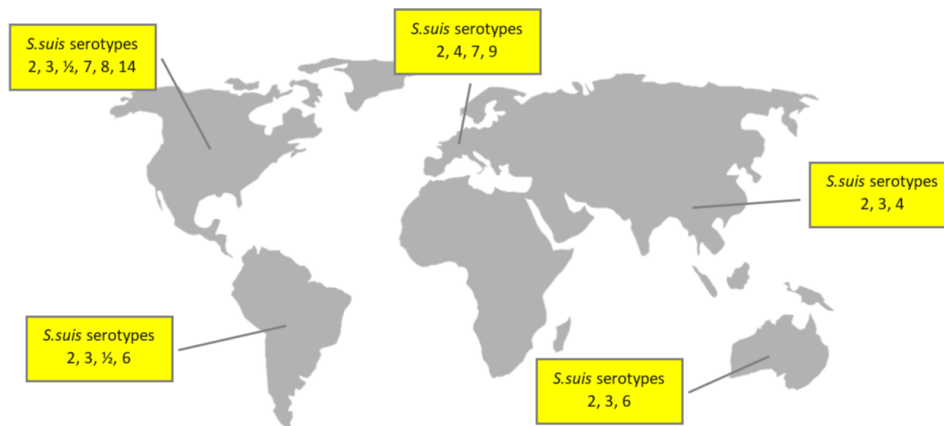 S.suis serotypes
2, 3, ½, 7, 8, 14
S.suis serotypes
2, 4, 7, 9
S.suis serotypes
2, 3, 4
S.suis serotypes
2, 3, ½, 6
S.suis serotypes
2, 3, 6